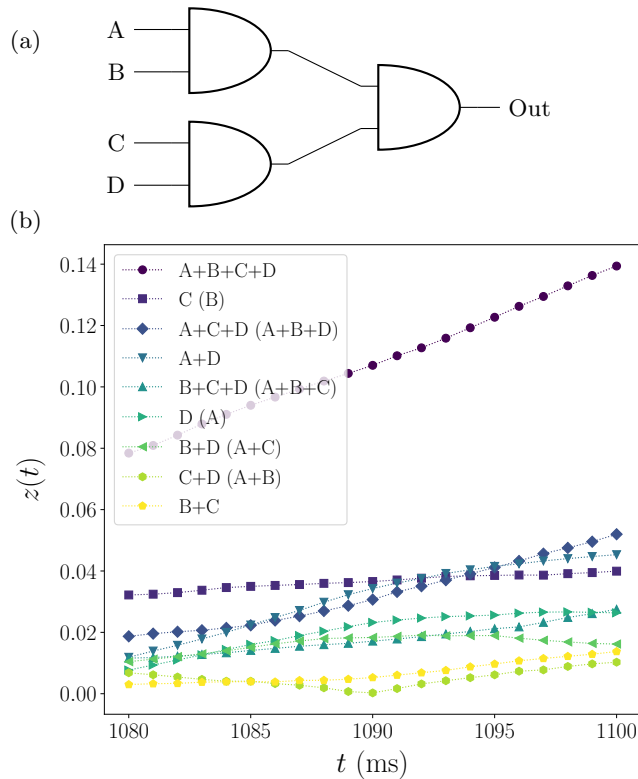 (a)
A
B
C
D
Out
(b)
A+B+C+D
C (B)
A+C+D (A+B+D)
A+D
B+C+D (A+B+C)
D (A)
B+D (A+C)
C+D (A+B)
B+C
0.14
0.12
0.10
0.08
0.06
0.04
0.02
0.00
z(t)
1080
1085
1090
1095
1100
t (ms)